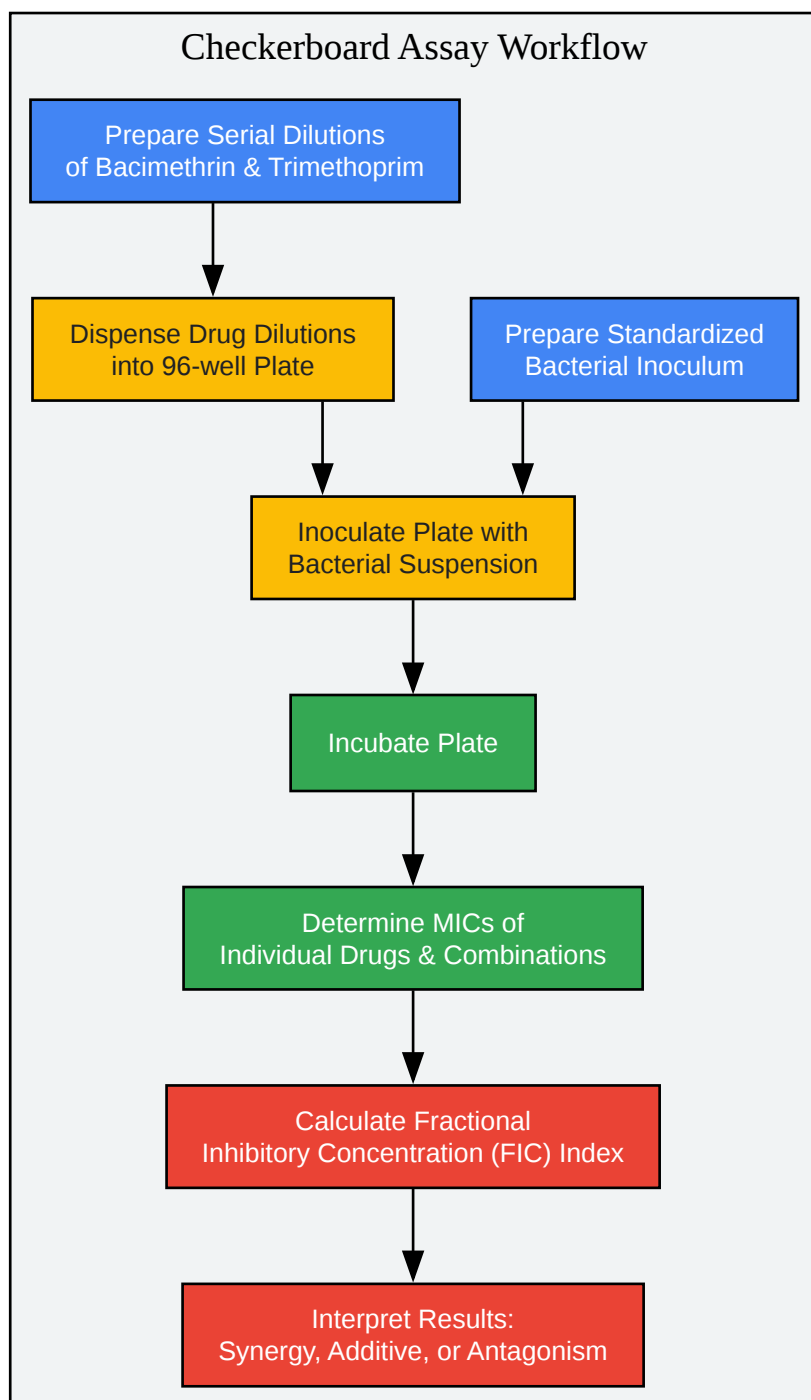 Checkerboard Assay Workflow
Prepare Serial Dilutions
of Bacimethrin & Trimethoprim
Dispense Drug Dilutions
into 96-well Plate
Prepare Standardized
Bacterial Inoculum
Inoculate Plate with
Bacterial Suspension
Incubate Plate
Determine MICs of
Individual Drugs & Combinations
Calculate Fractional
Inhibitory Concentration (FIC) Index
Interpret Results:
Synergy, Additive, or Antagonism